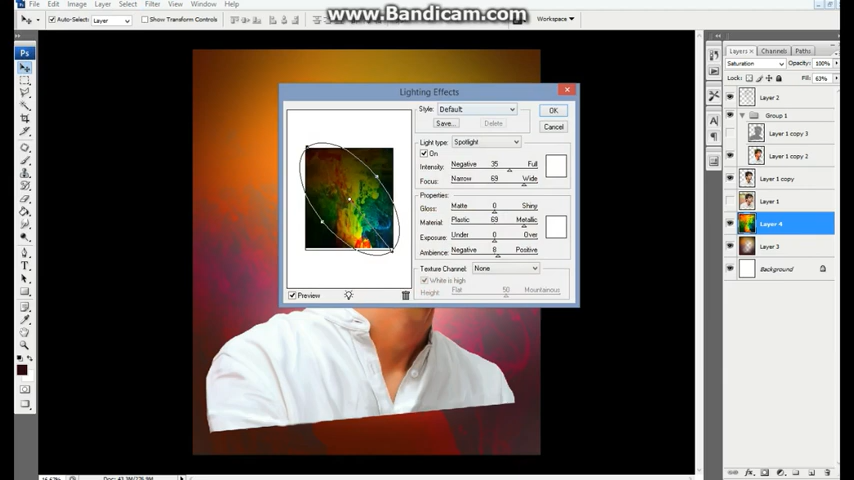 www.Bandicam.com
File Edit Image Layer Select Filter View Window Help
Auto-Select: Layer Show Transform Controls Workspace
Ps
Lighting Effects
Style: Default OK
Save... Delete Cancel
Light type: Spotlight
On
Intensity: Negative 35 Full
Focus: Narrow 69 Wide
Properties:
Gloss: Matte 0 Shiny
Material: Plastic 69 Metallic
Exposure: Under 0 Over
Ambience: Negative 8 Positive
Texture Channel: None
White is high
Height: Flat 50 Mountainous
Preview
Layers Channels Paths
Saturation Opacity: 100%
Lock: Fill: 63%
Layer 2
Group 1
Layer 1 copy 3
Layer 1 copy 2
Layer 1 copy
Layer 1
Layer 4
Layer 3
Background